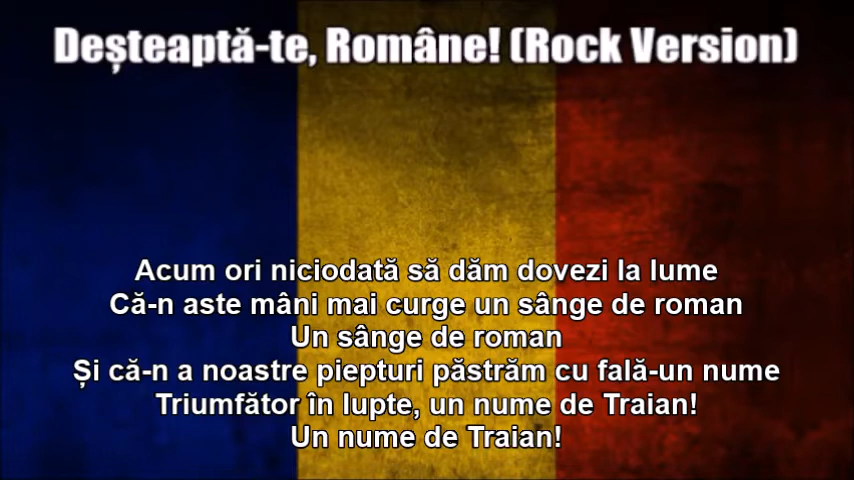 Deșteaptă-te, Române! (Rock Version)
Acum ori niciodată să dăm dovezi la lume
Că-n aste mâni mai curge un sânge de roman
Un sânge de roman
Și că-n a noastre piepturi păstrăm cu fală-un nume
Triumfător în lupte, un nume de Traian!
Un nume de Traian!